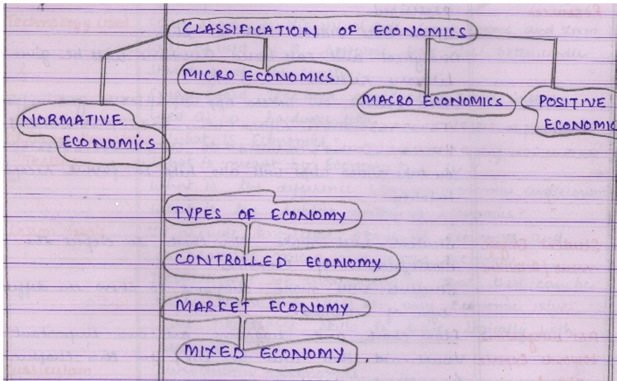 CLASSIFICATION OF ECONOMICS
MICRO ECONOMICS
MACRO ECONOMICS
POSITIVE
ECONOMIC
NORMATIVE
ECONOMICS
TYPES OF ECONOMY
CONTROLLED ECONOMY
MARKET ECONOMY
MIXED ECONOMY.